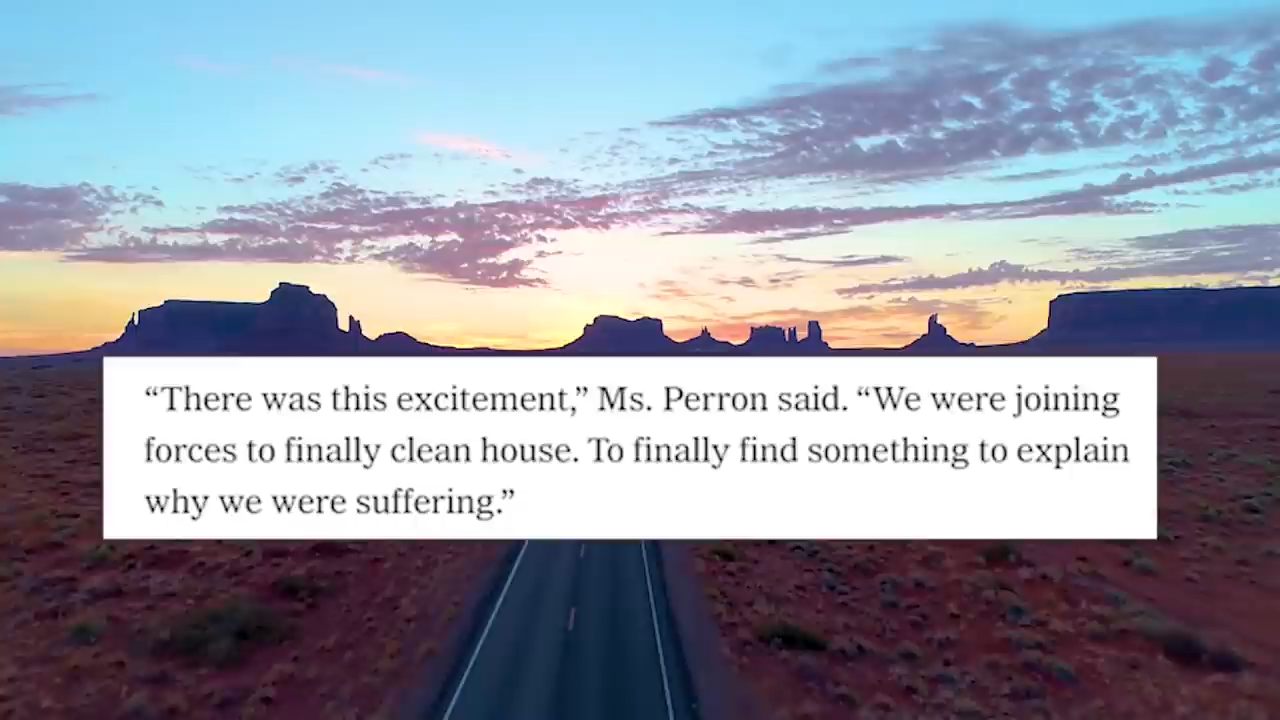 “There was this excitement,” Ms. Perron said. “We were joining
forces to finally clean house. To finally find something to explain
why we were suffering.”